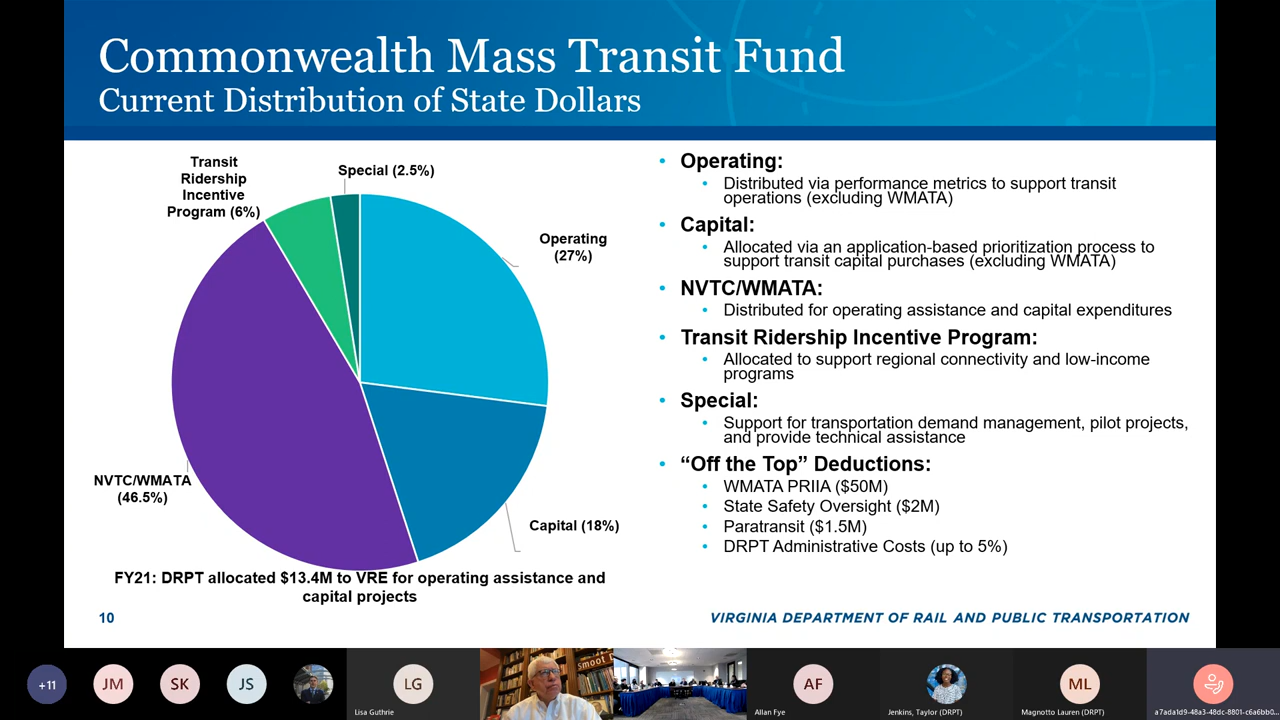 Commonwealth Mass Transit Fund
Current Distribution of State Dollars
Transit
Ridership
Incentive
Program (6%)
Special (2.5%)
Operating
(27%)
NVTC/WMATA
(46.5%)
Capital (18%)
FY21: DRPT allocated $13.4M to VRE for operating assistance and
capital projects
• Operating:
• Distributed via performance metrics to support transit
operations (excluding WMATA)
• Capital:
• Allocated via an application-based prioritization process to
support transit capital purchases (excluding WMATA)
• NVTC/WMATA:
• Distributed for operating assistance and capital expenditures
• Transit Ridership Incentive Program:
• Allocated to support regional connectivity and low-income
programs
• Special:
• Support for transportation demand management, pilot projects,
and provide technical assistance
• “Off the Top” Deductions:
• WMATA PRIIA ($50M)
• State Safety Oversight ($2M)
• Paratransit ($1.5M)
• DRPT Administrative Costs (up to 5%)
10
VIRGINIA DEPARTMENT OF RAIL AND PUBLIC TRANSPORTATION
+11
JM
SK
JS
LG
Lisa Guthrie
Smoot
AF
Allan Fye
Jenkins, Taylor (DRPT)
ML
Magnotto Lauren (DRPT)
a7ada1d9-48a3-48dc-8801-c6a6bb0...